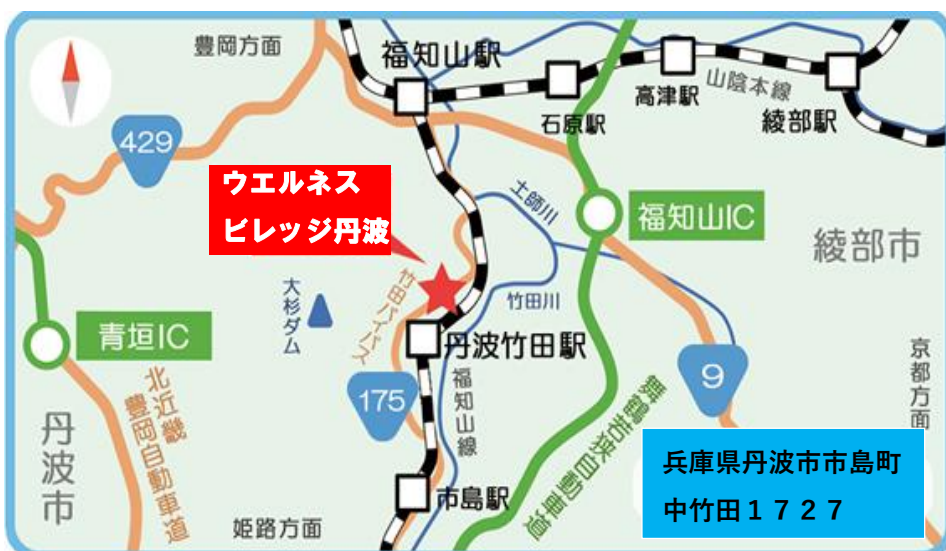 豊岡方面
福知山駅
高津駅
山陰本線
石原駅
綾部駅
429
ウエルネス
ビレッジ丹波
土師川
福知山IC
綾部市
大杉ダム
竹田バイパス
竹田川
青垣IC
丹波竹田駅
京都方面
9
175
福知山線
北近畿
豊岡自動車道
舞鶴若狭自動車道
丹波市
市島駅
姫路方面
兵庫県丹波市市島町
中竹田1727